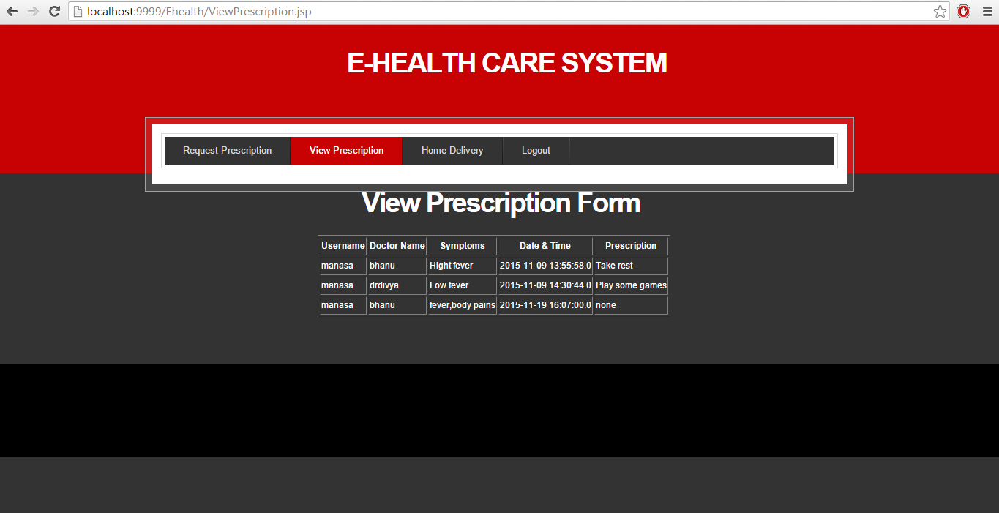 localhost:9999/Ehealth/ViewPrescription.jsp
E-HEALTH CARE SYSTEM
Request Prescription View Prescription Home Delivery Logout
View Prescription Form
Username Doctor Name Symptoms Date & Time Prescription
manasa bhanu Hight fever 2015-11-09 13:55:58.0 Take rest
manasa drdivya Low fever 2015-11-09 14:30:44.0 Play some games
manasa bhanu fever,body pains 2015-11-19 16:07:00.0 none